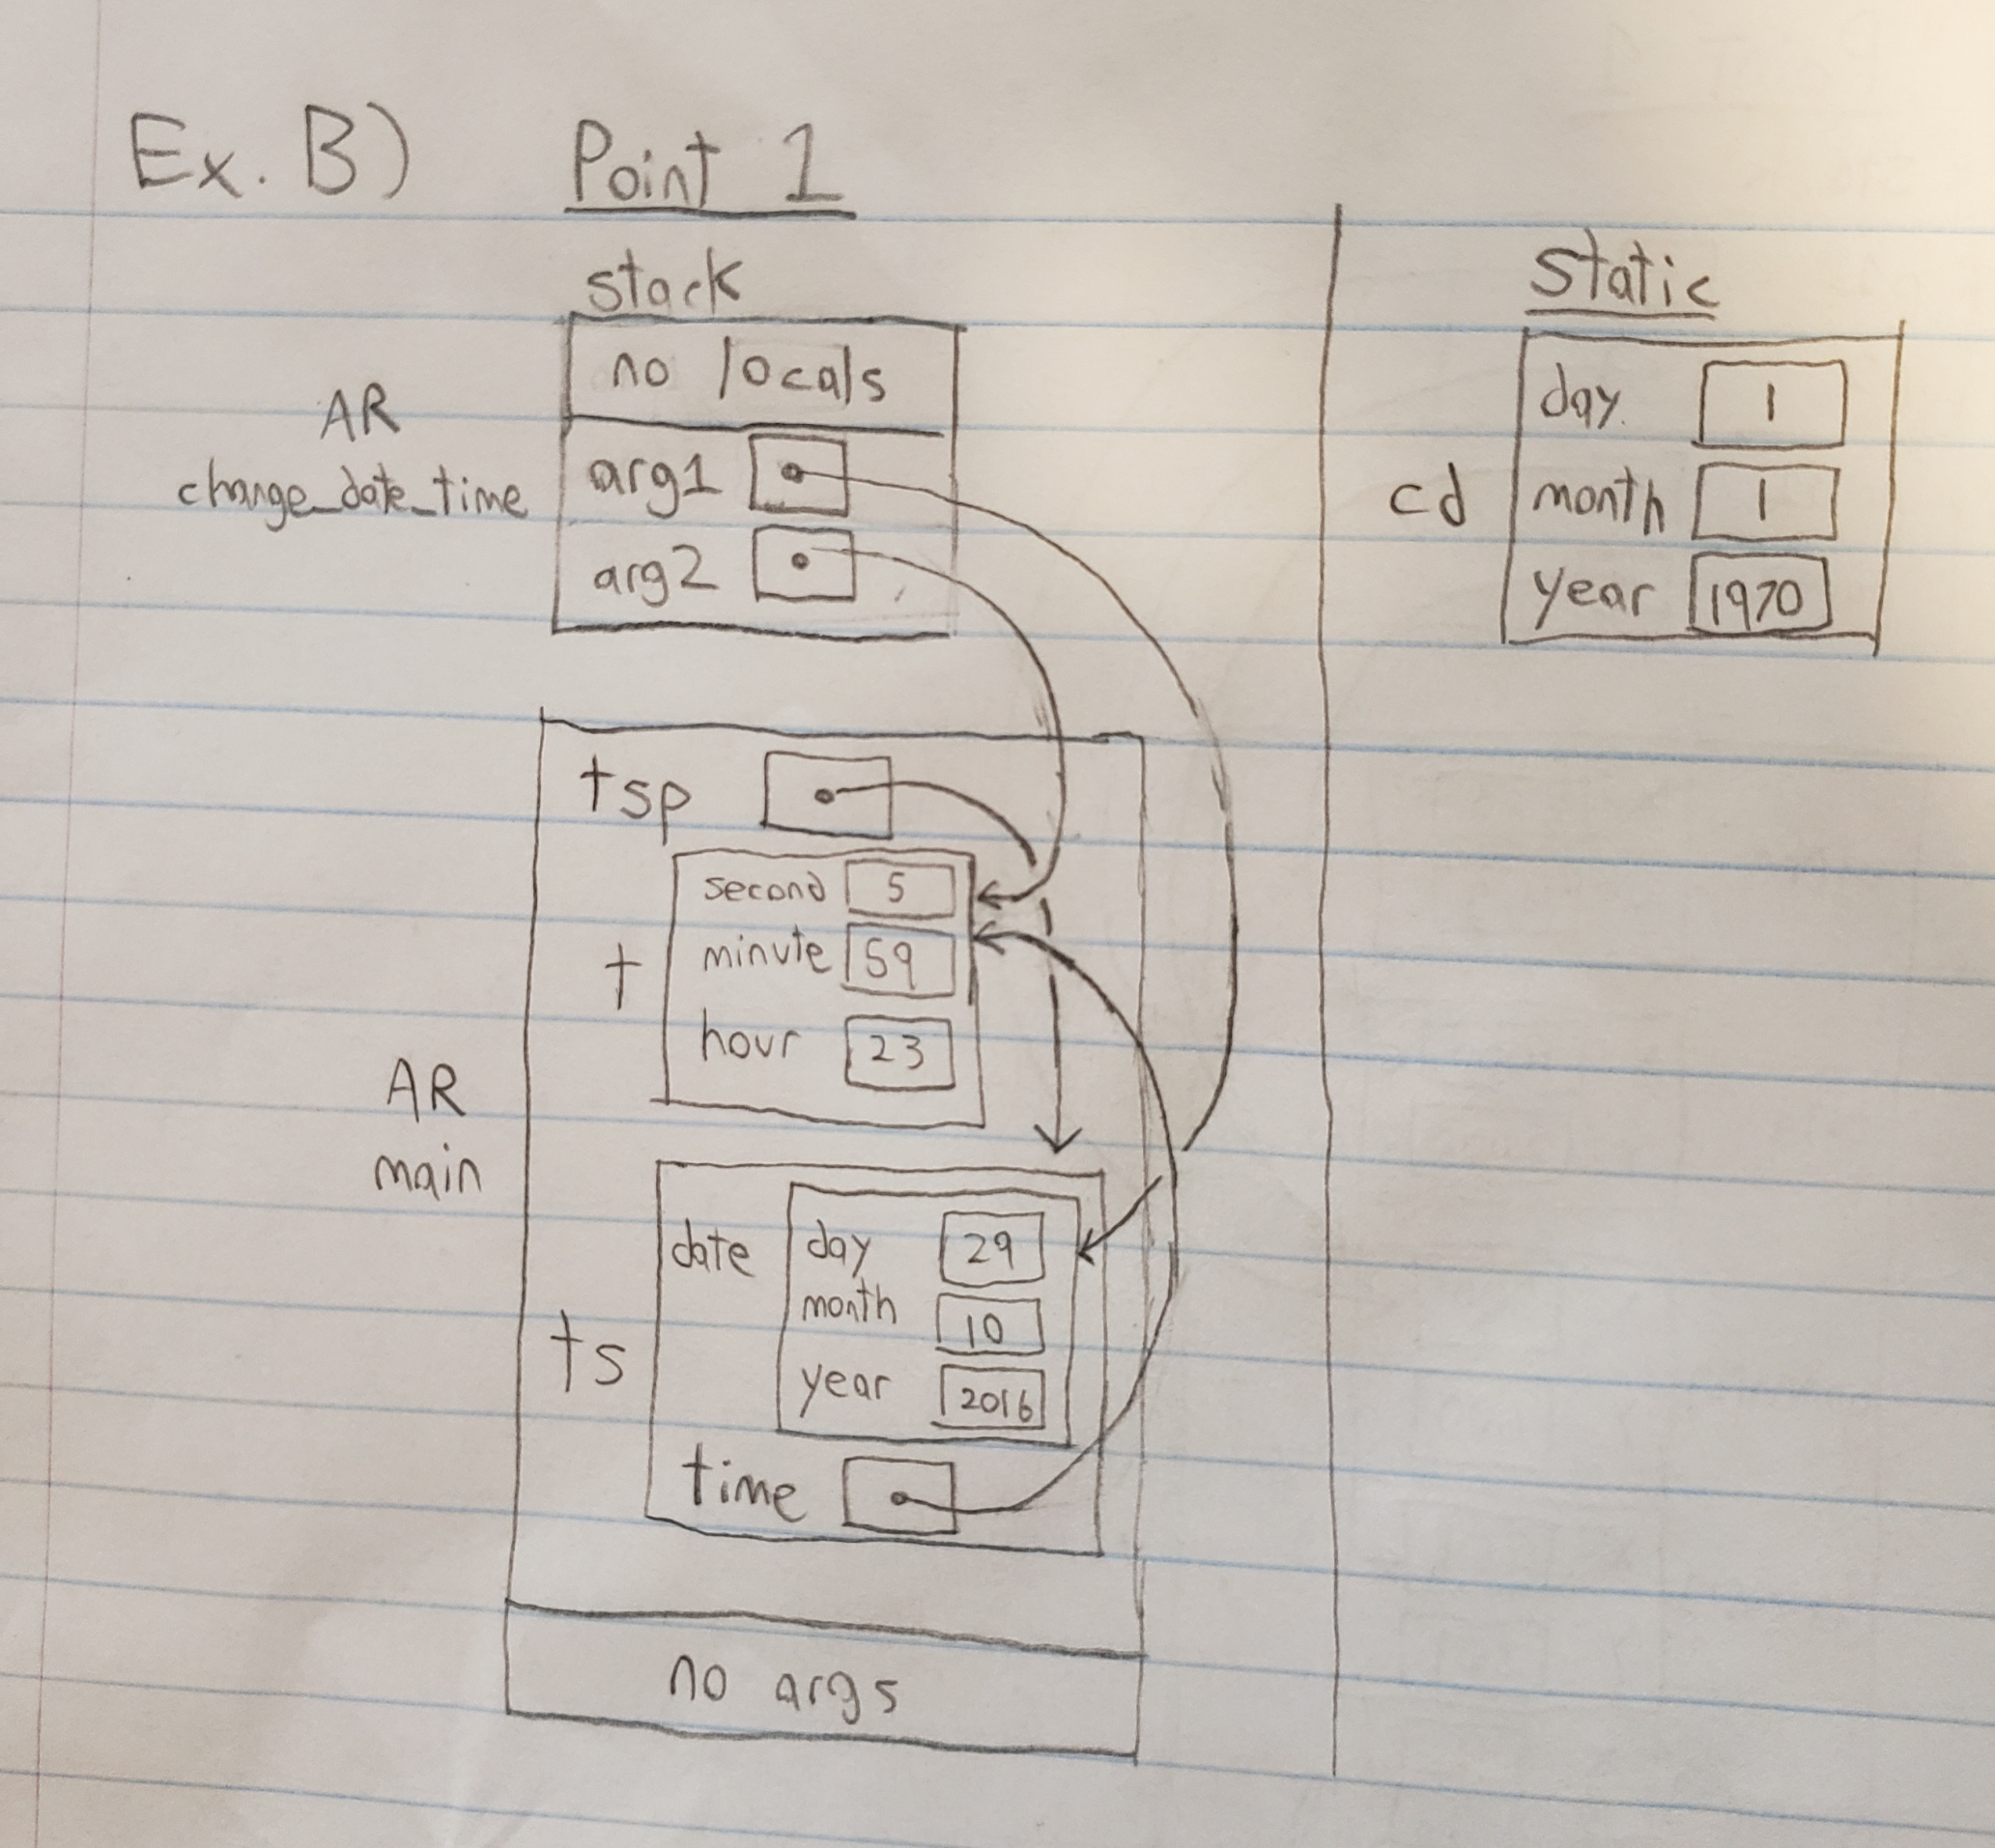 Ex. B) Point 1
stack
no locals
AR
change_date_time
arg1
arg2
tsp
t
second 5
minute 59
hour 23
AR
main
ts
date
day 29
month 10
year 2016
time
no args
Static
cd
day 1
month 1
year 1970